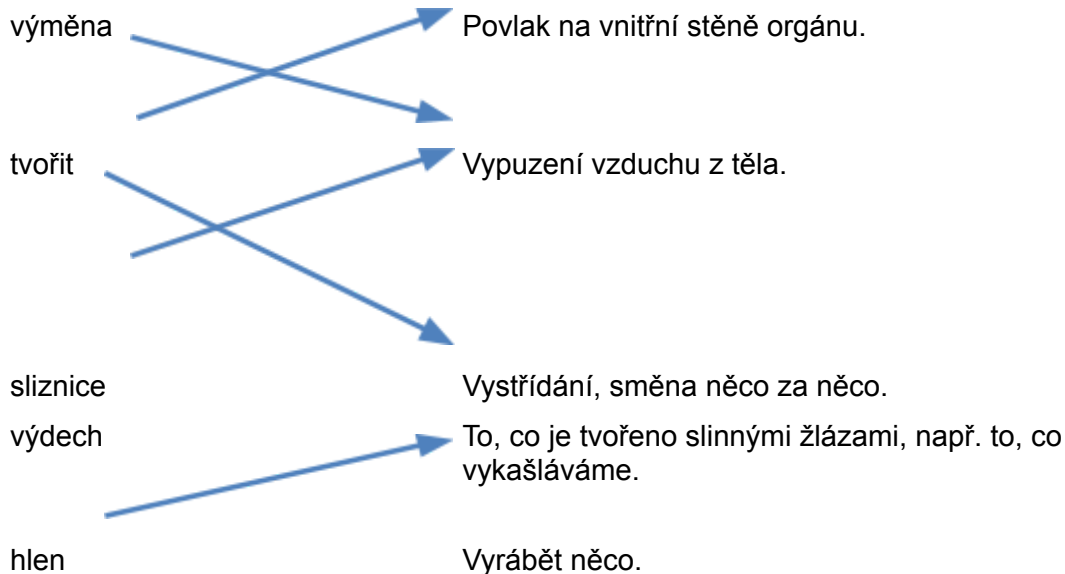 výměna Povlak na vnitřní stěně orgánu.
tvořit Vypuzení vzduchu z těla.
sliznice Vystřídání, směna něco za něco.
výdech To, co je tvořeno slinnými žlázami, např. to, co
vykašláváme.
hlen Vyrábět něco.